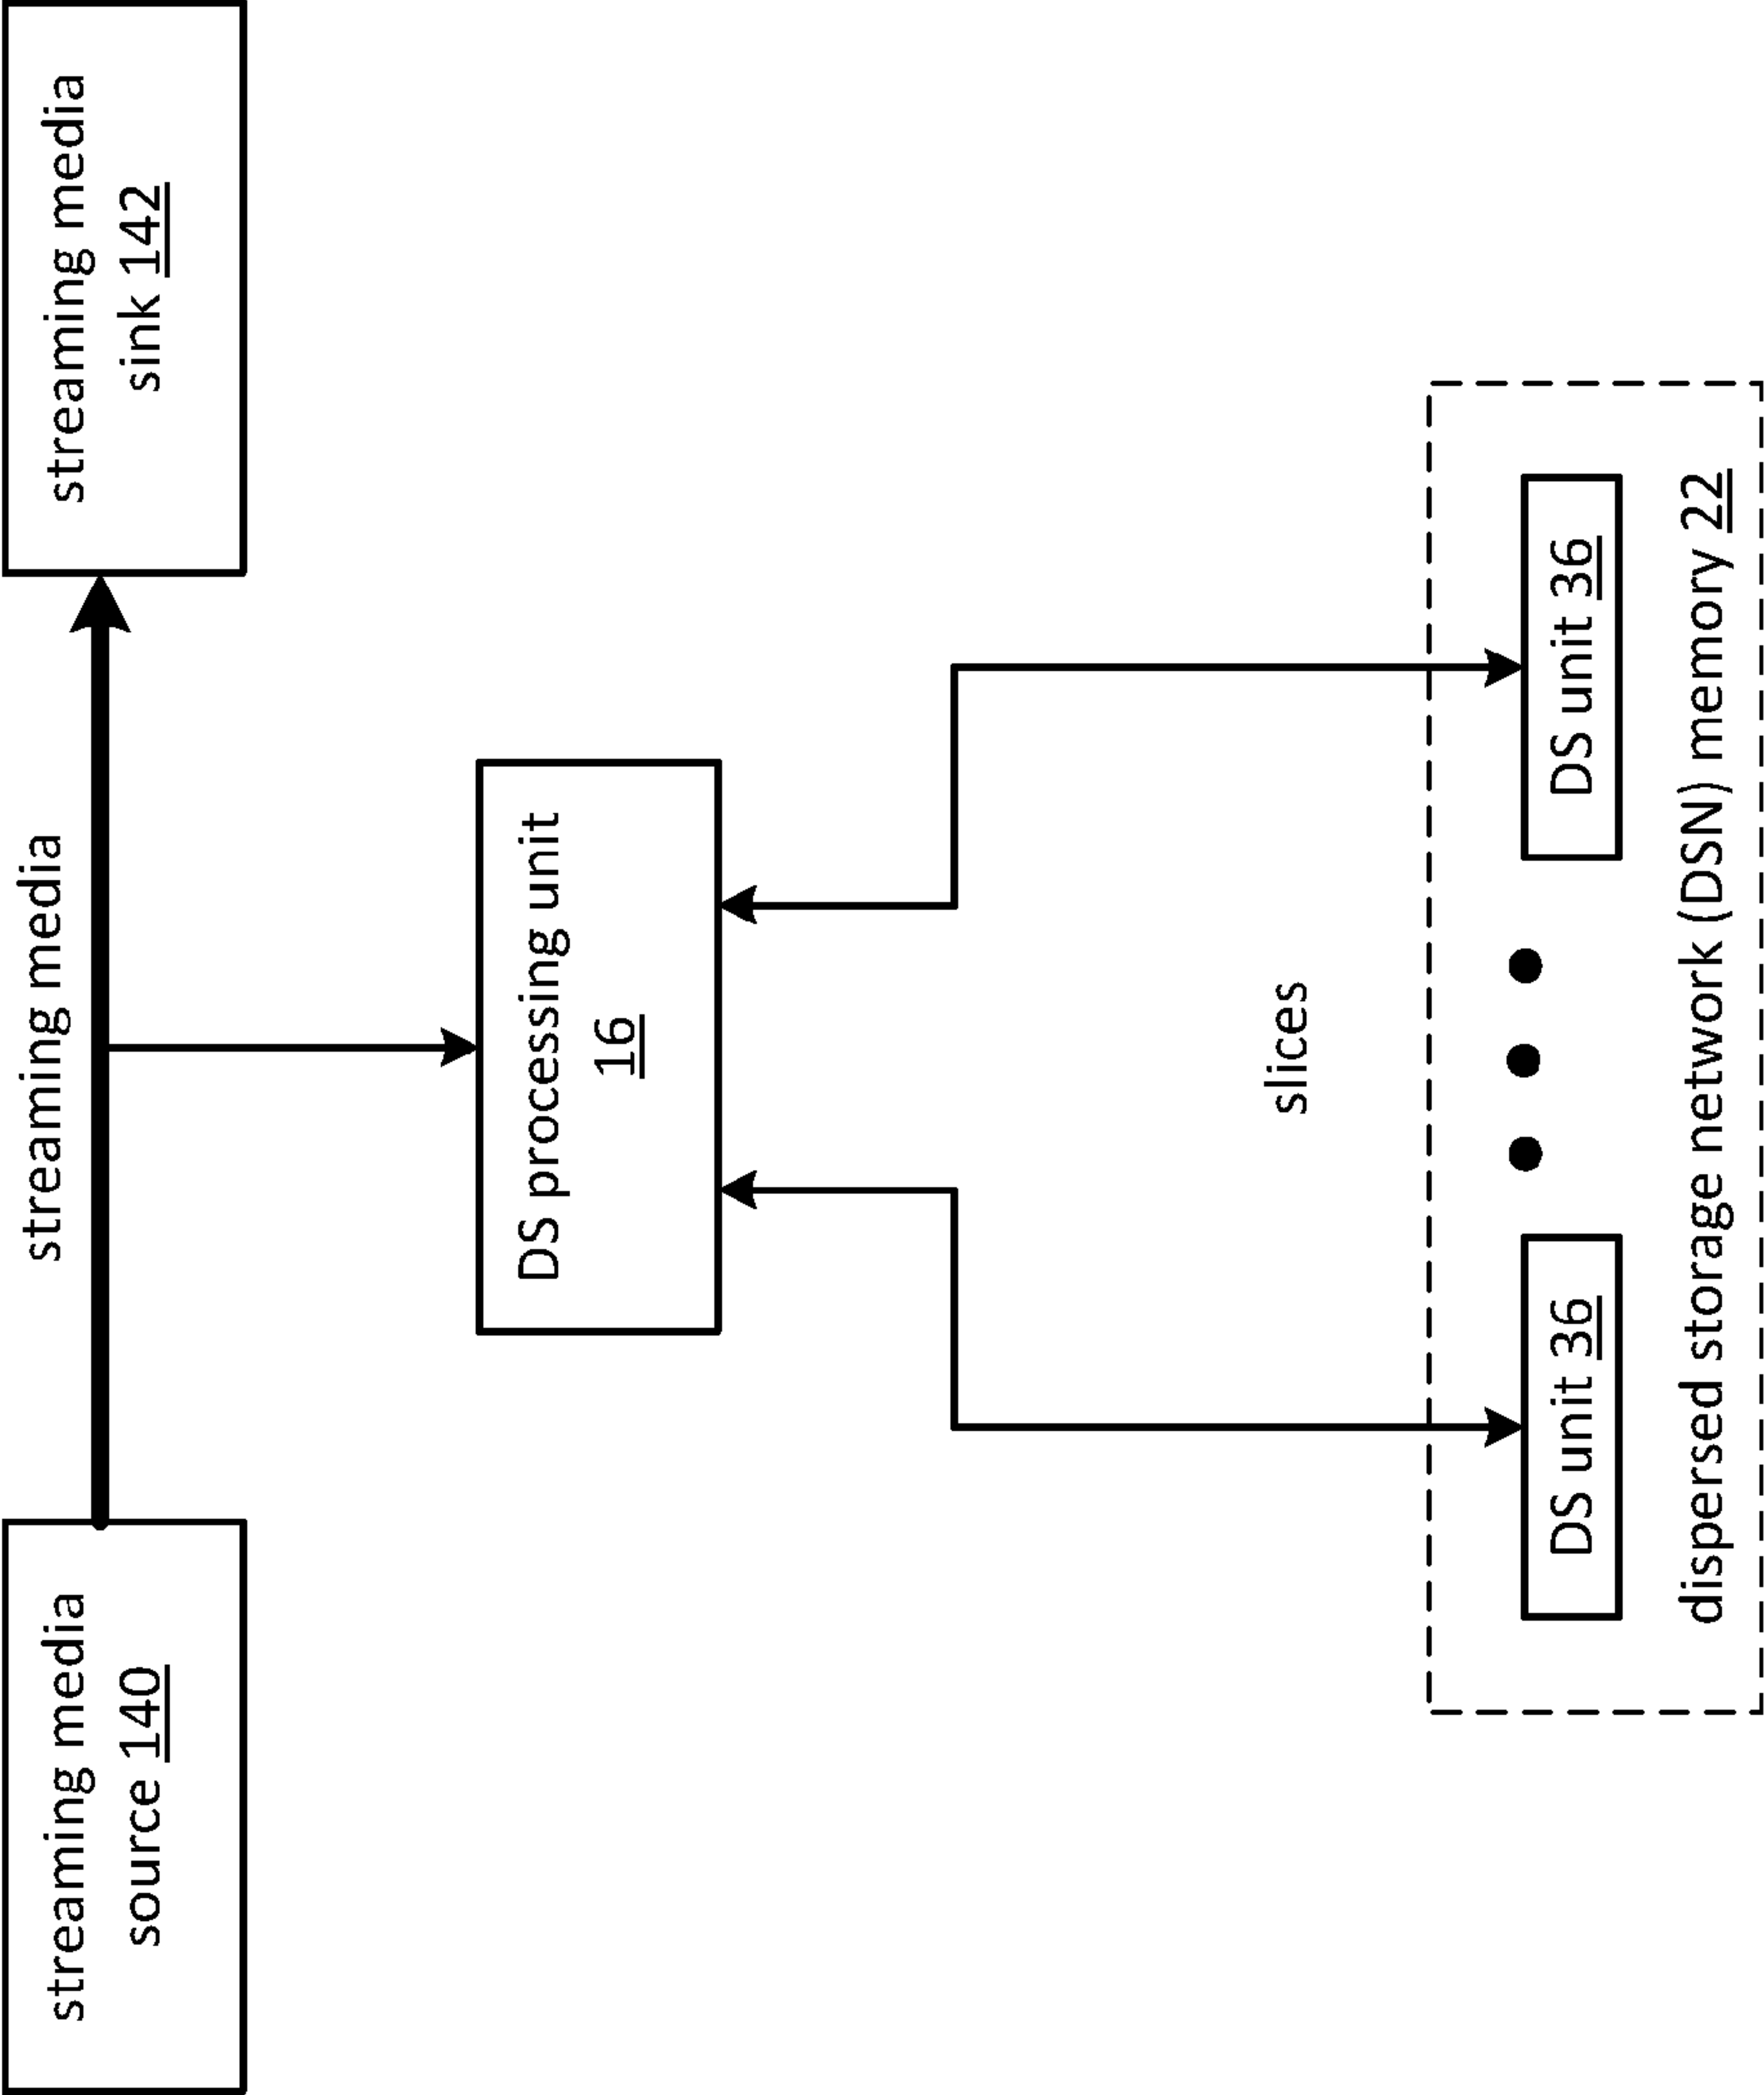 streaming media
source 140
streaming media
streaming media
sink 142
DS processing unit
16
slices
DS unit 36
DS unit 36
dispersed storage network (DSN) memory 22